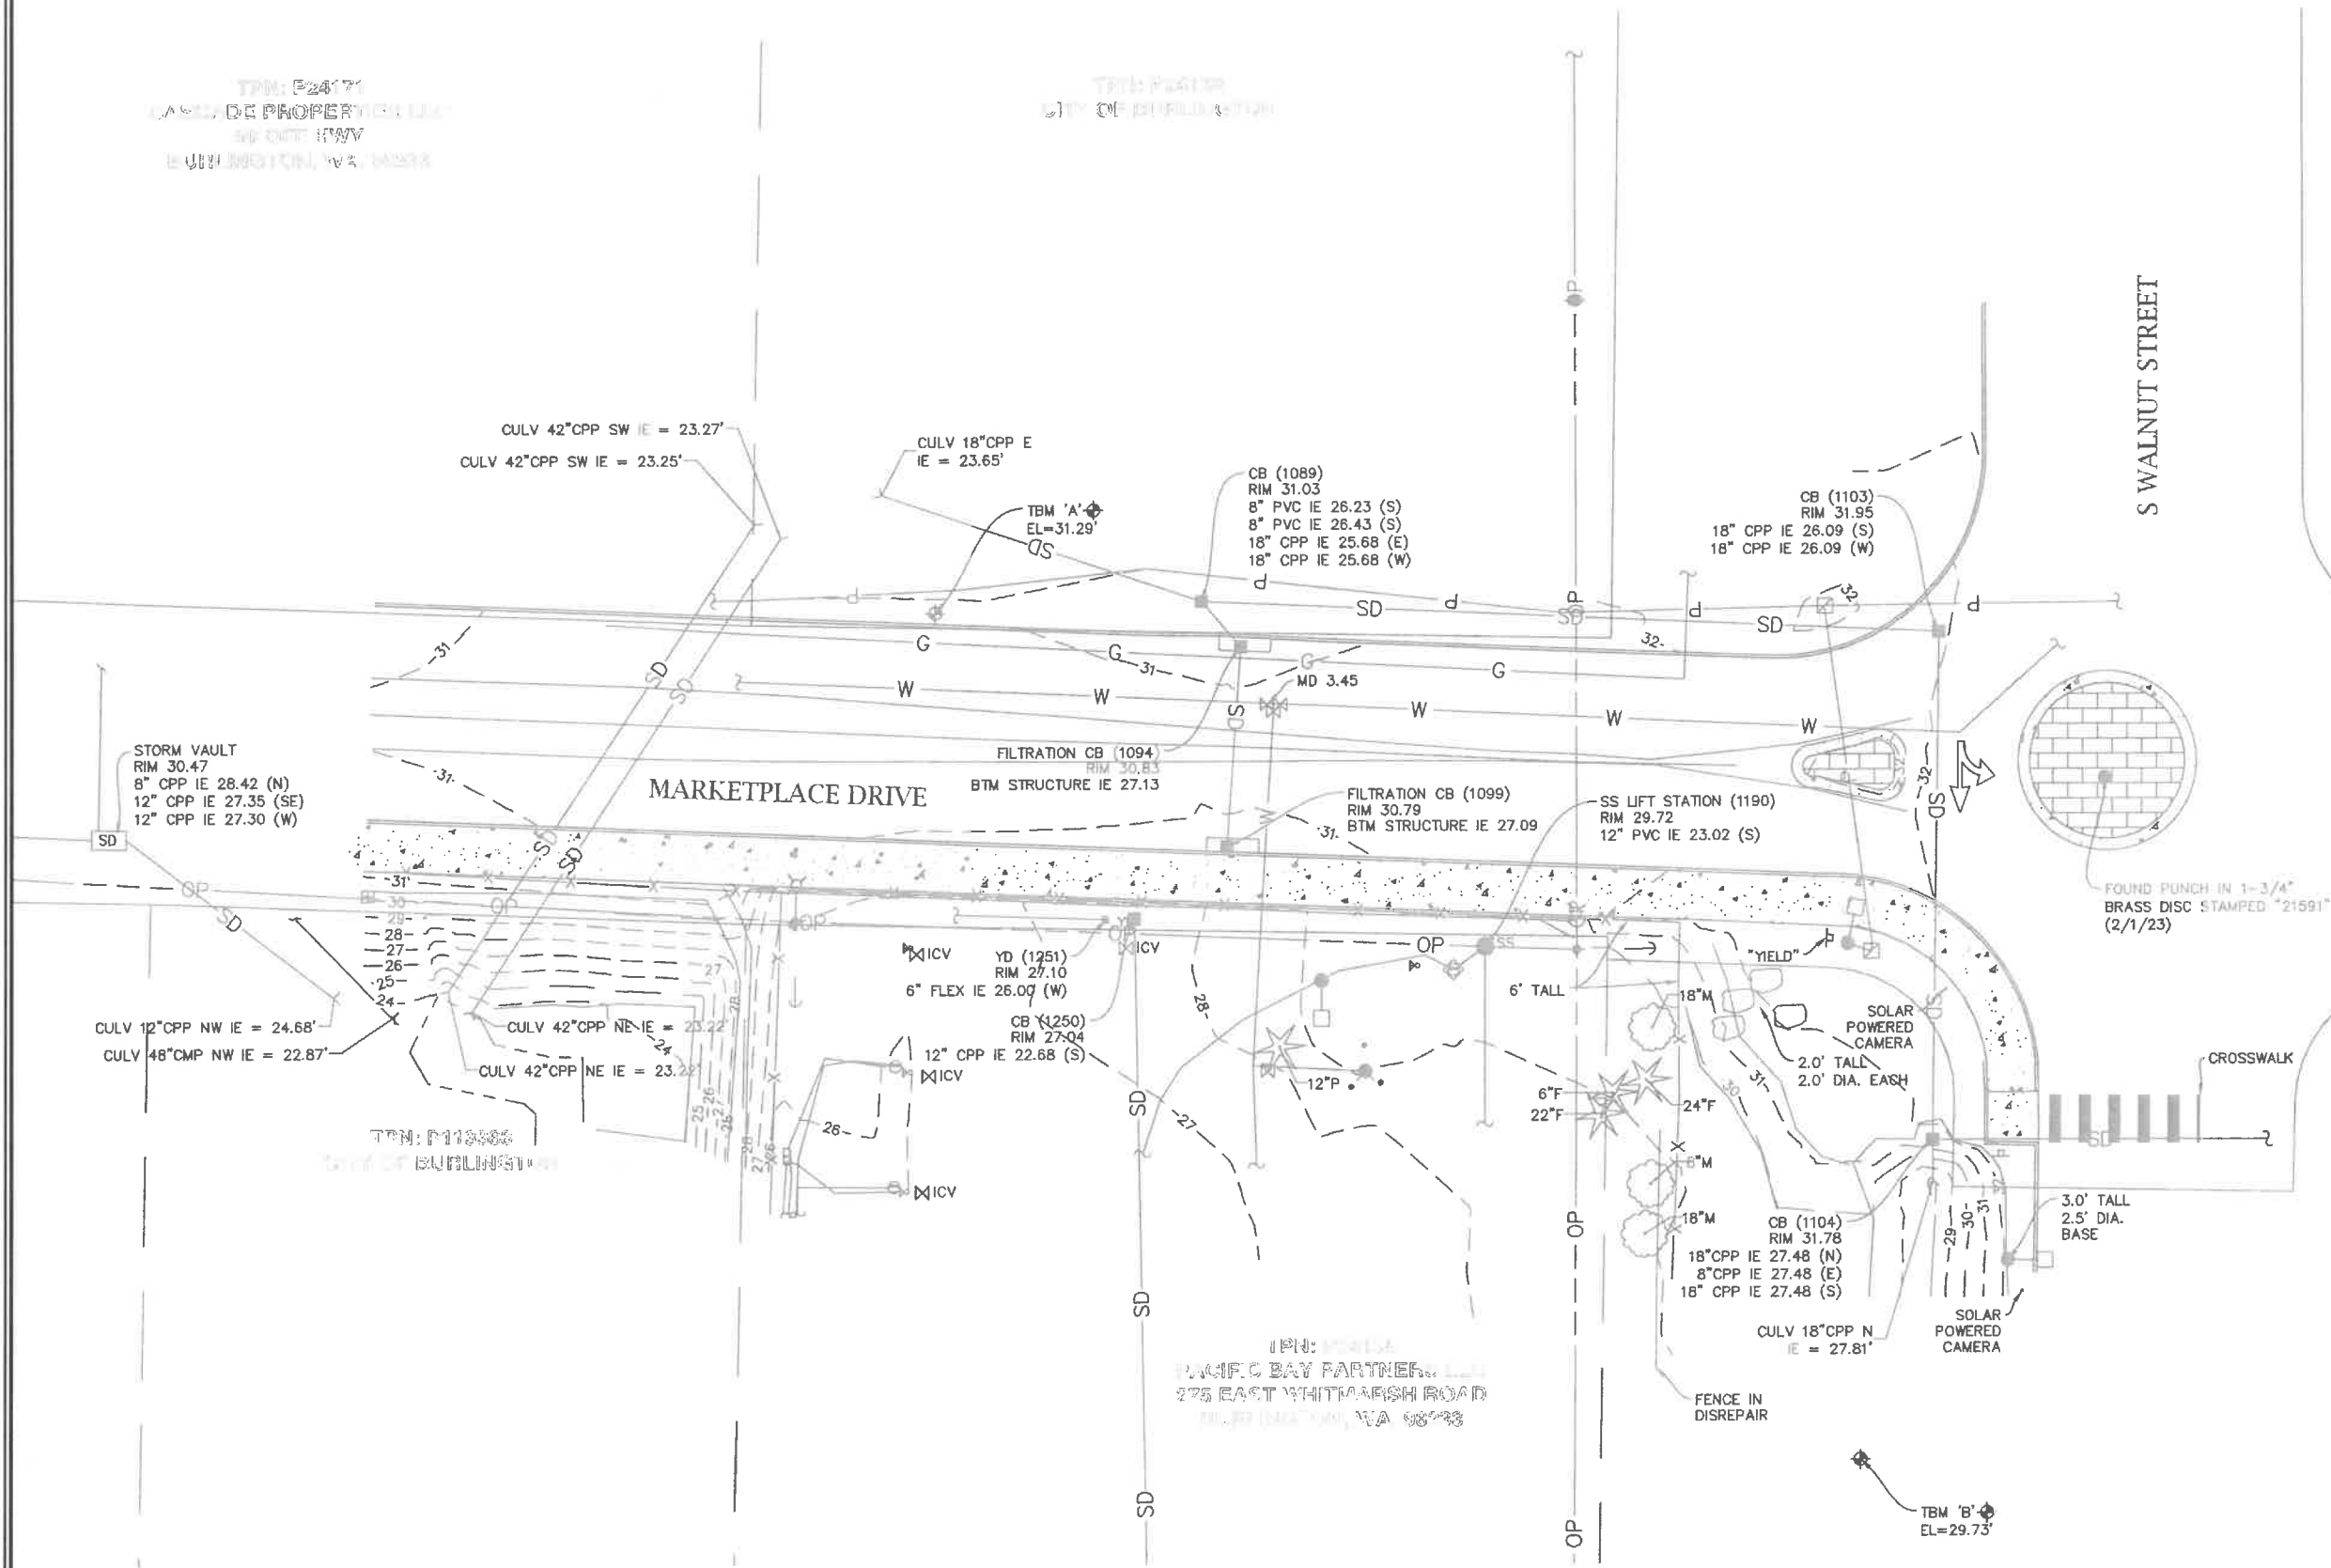 TPN: P24171
PROPERT
HWY
BURLINGTON, WA,
CITY OF
S WALNUT STREET
CULV 42"CPP SW IE = 23.27'
CULV 42"CPP SW IE = 23.25'
CULV 18"CPP E
IE = 23.65'
TBM 'A'
EL=31.29'
CB (1089)
RIM 31.03
8" PVC IE 26.23 (S)
8" PVC IE 26.43 (S)
18" CPP IE 25.68 (E)
18" CPP IE 25.68 (W)
CB (1103)
RIM 31.95
18" CPP IE 26.09 (S)
18" CPP IE 26.09 (W)
MD 3.45
STORM VAULT
RIM 30.47
8" CPP IE 28.42 (N)
12" CPP IE 27.35 (SE)
12" CPP IE 27.30 (W)
SD
MARKETPLACE DRIVE
FILTRATION CB (1094)
RIM 30.83
BTM STRUCTURE IE 27.13
FILTRATION CB (1099)
RIM 30.79
BTM STRUCTURE IE 27.09
SS LIFT STATION (1190)
RIM 29.72
12" PVC IE 23.02 (S)
FOUND PUNCH IN 1-3/4"
BRASS DISC STAMPED "21591"
(2/1/23)
31
30
29
28
27
26
25
24
CULV 12"CPP NW IE = 24.68'
CULV 48"CMP NW IE = 22.87'
CULV 42"CPP NE IE = 23.22'
CULV 42"CPP NE IE = 23.2
ICV
YD (1251)
RIM 27.10
6" FLEX IE 26.00 (W)
ICV
CB (1250)
RIM 27.04
12" CPP IE 22.68 (S)
ICV
ICV
OP
SS
6' TALL
"YIELD"
18"M
SOLAR
POWERED
CAMERA
2.0' TALL
2.0' DIA. EACH
CROSSWALK
12"P
6"F
22"F
24"F
8"M
18"M
CB (1104)
RIM 31.78
18"CPP IE 27.48 (N)
8"CPP IE 27.48 (E)
18" CPP IE 27.48 (S)
3.0' TALL
2.5' DIA.
BASE
CULV 18"CPP N
IE = 27.81'
SOLAR
POWERED
CAMERA
TPN:
OF BURLINGTON
TPN:
PACIFIC BAY PARTNERS
275 EAST WHITMARSH ROAD
WA
FENCE IN
DISREPAIR
TBM 'B'
EL=29.73'